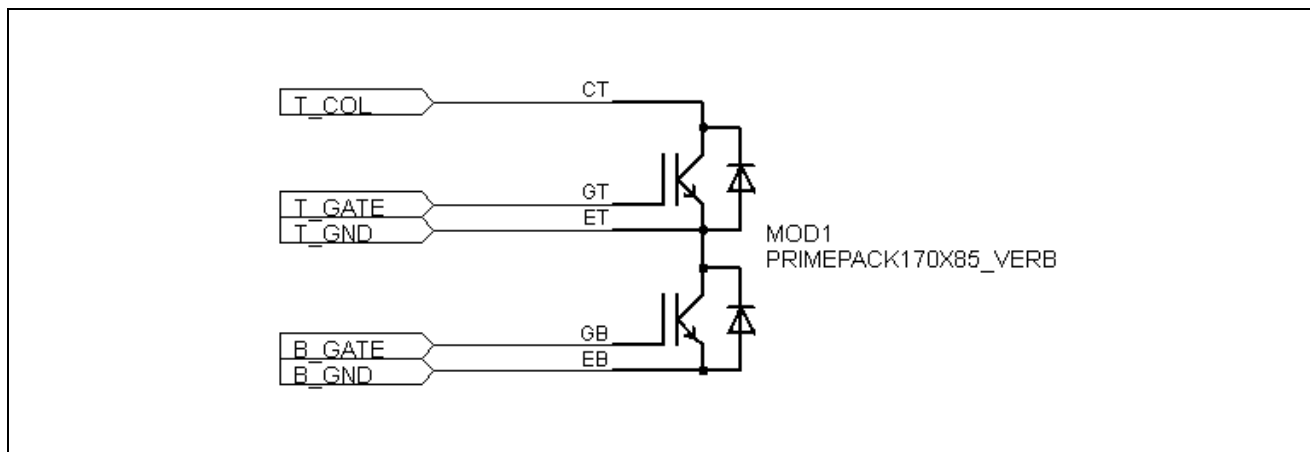 T_COL
CT
T_GATE
GT
T_GND
ET
MOD1
PRIMEPACK170X85_VERB
B_GATE
GB
B_GND
EB